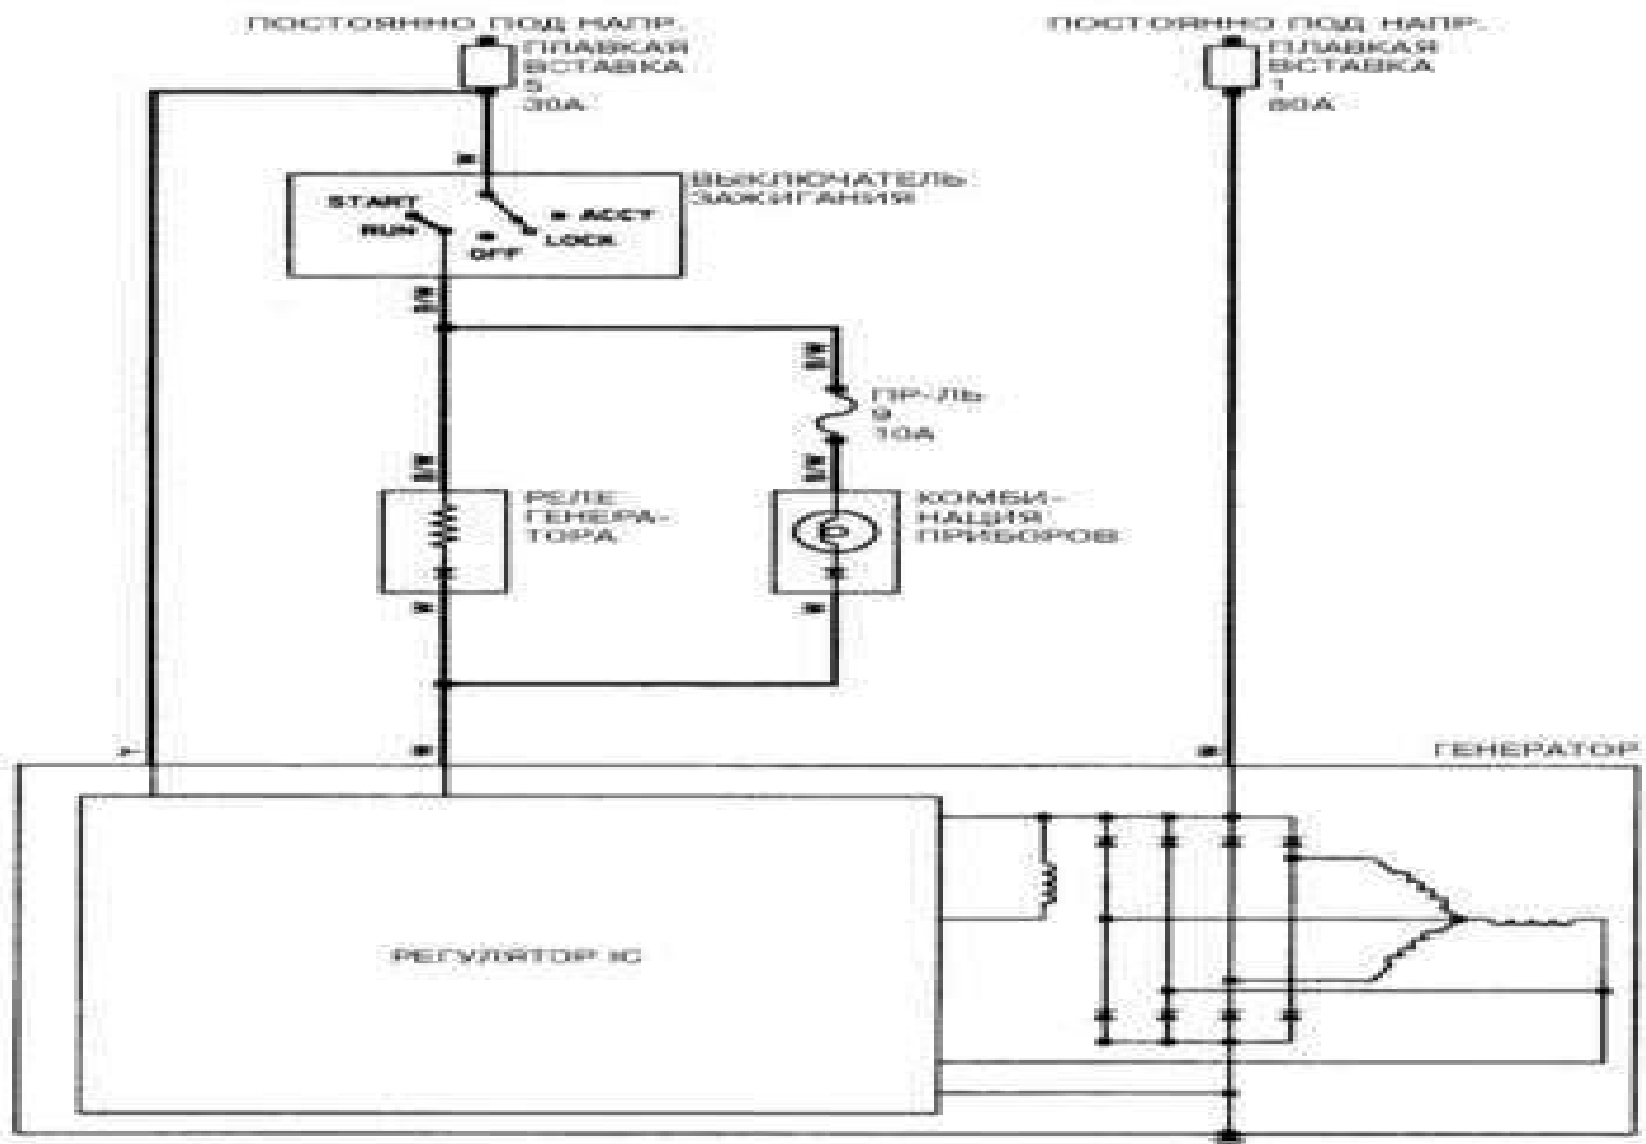 ПОСТОЯННО ПОД НАПР.
ПЛАВКАЯ
ВСТАВКА
5
30А
ПОСТОЯННО ПОД НАПР.
ПЛАВКАЯ
ВСТАВКА
1
80А
ВЫКЛЮЧАТЕЛЬ
ЗАЖИГАНИЯ
START
RUN
OFF
LOCK
ACCY
ПР-ЛЬ
9
10А
РЕЛЕ
ГЕНЕРА-
ТОРА
КОМБИ-
НАЦИЯ
ПРИБОРОВ
ГЕНЕРАТОР
РЕГУЛЯТОР IC